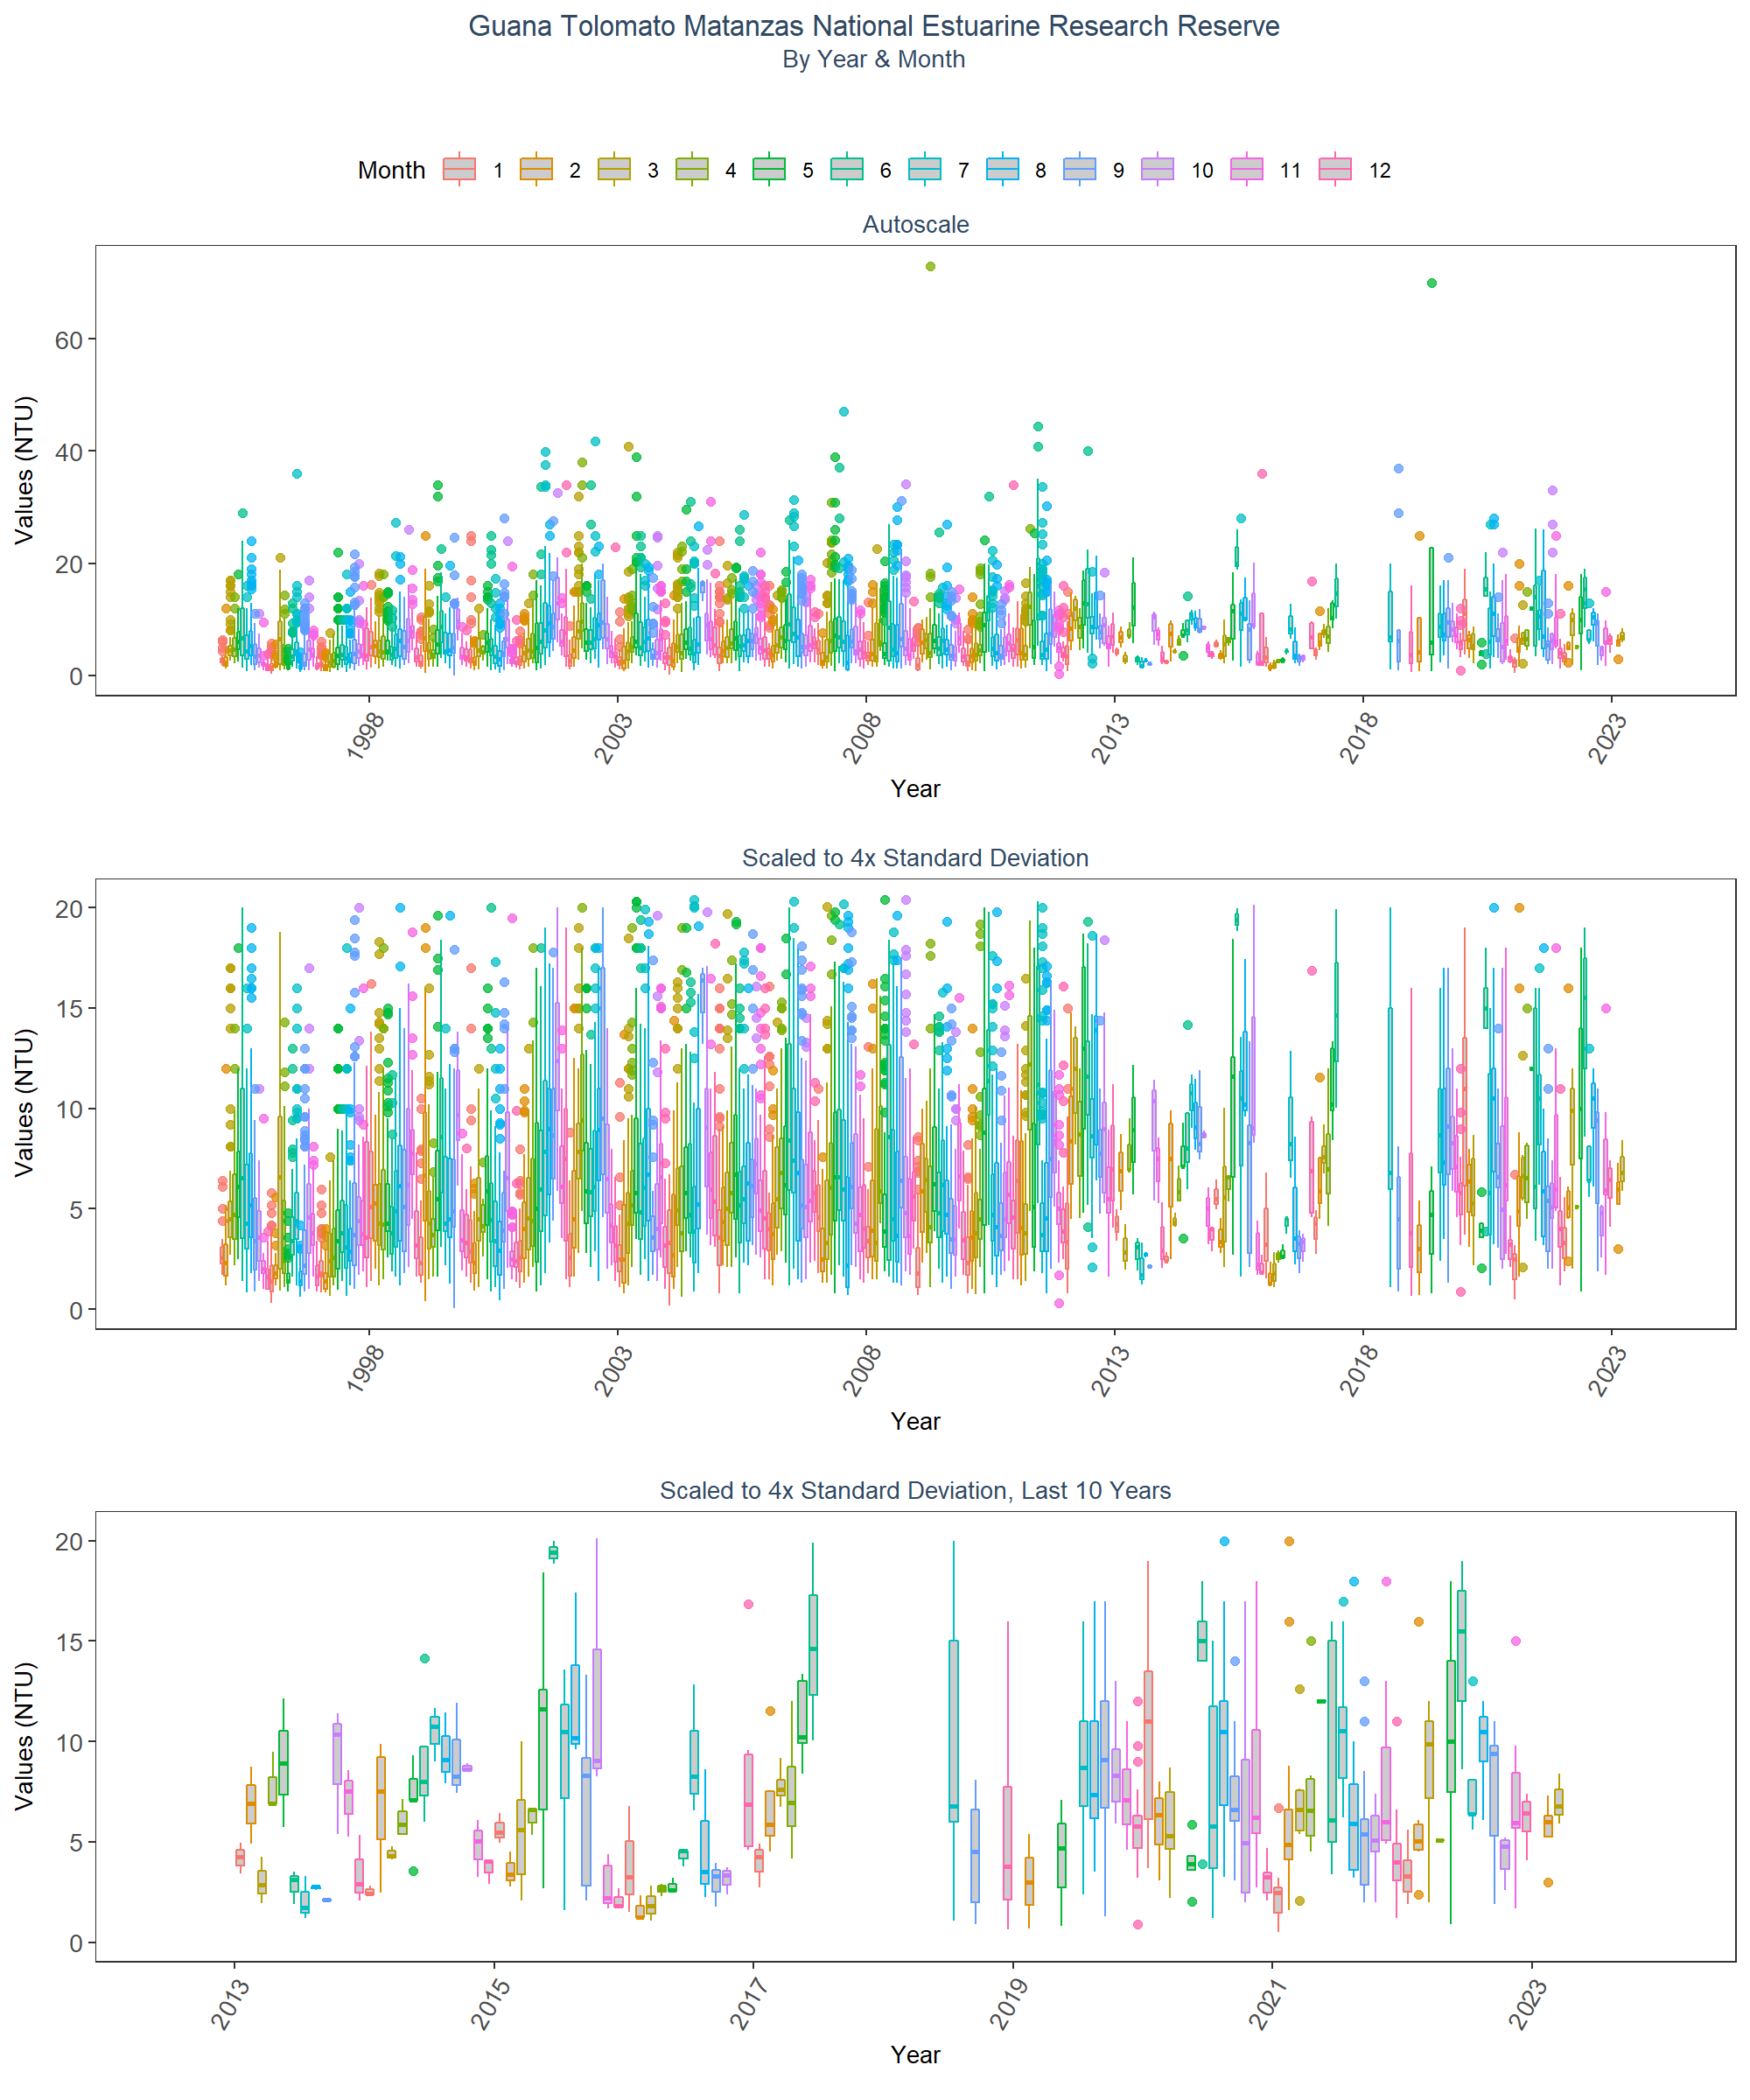 Guana Tolomato Matanzas National Estuarine Research Reserve
By Year & Month
Month 1 2 3 4 5 6 7 8 9 10 11 12
Autoscale
Values (NTU)
60
40
20
0
1998 2003 2008 2013 2018 2023
Year
Scaled to 4x Standard Deviation
Values (NTU)
20
15
10
5
0
1998 2003 2008 2013 2018 2023
Year
Scaled to 4x Standard Deviation, Last 10 Years
Values (NTU)
20
15
10
5
0
2013 2015 2017 2019 2021 2023
Year